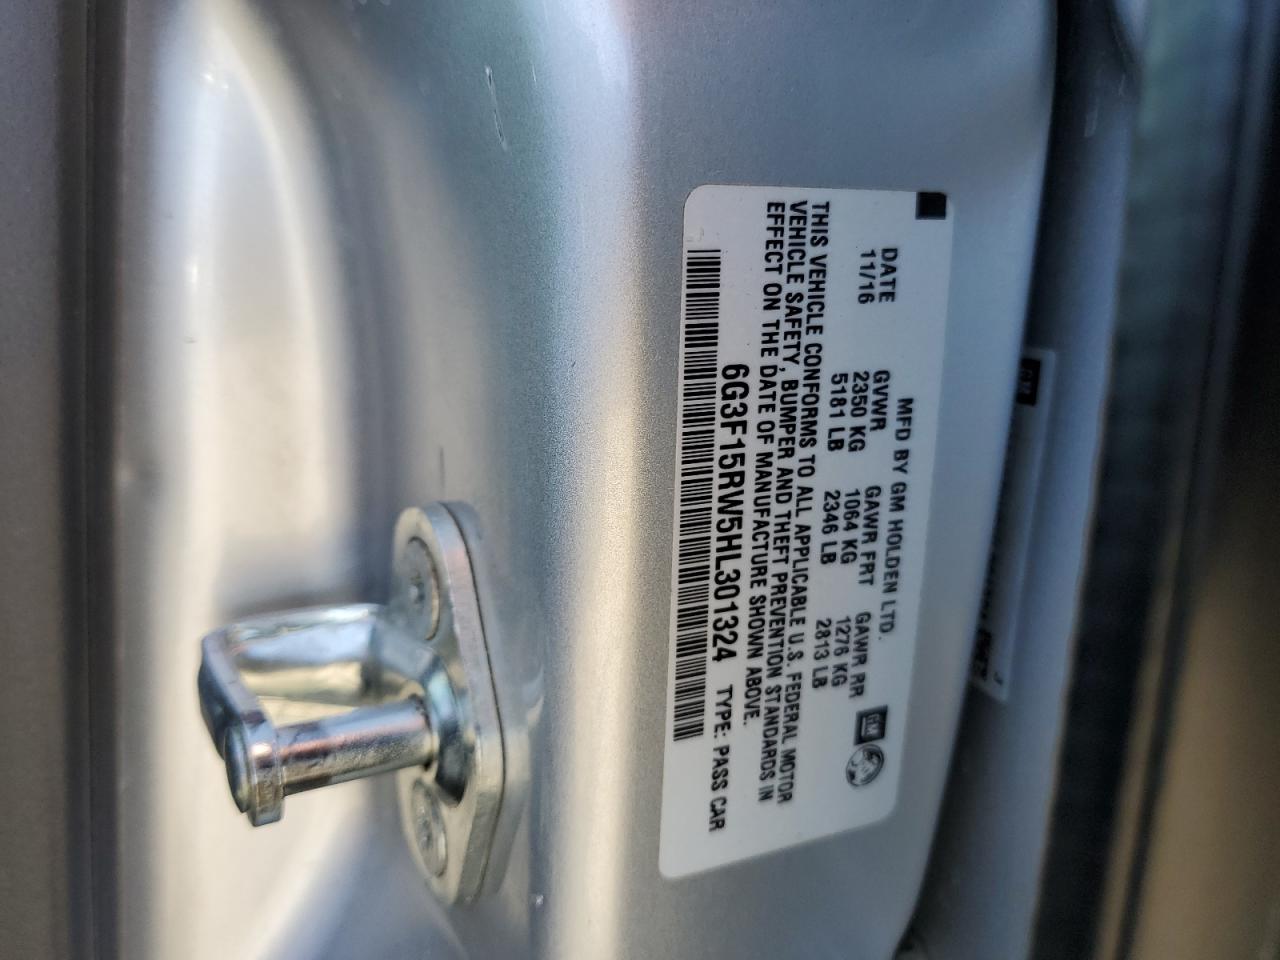 MFD BY GM HOLDEN LTD.
DATE GVWR GAWR FRT GAWR RR
11/16 2350 KG 1064 KG 1276 KG
5181 LB 2346 LB 2813 LB
GM
THIS VEHICLE CONFORMS TO ALL APPLICABLE U.S. FEDERAL MOTOR
VEHICLE SAFETY, BUMPER AND THEFT PREVENTION STANDARDS IN
EFFECT ON THE DATE OF MANUFACTURE SHOWN ABOVE.
6G3F15RW5HL301324 TYPE: PASS CAR
GM